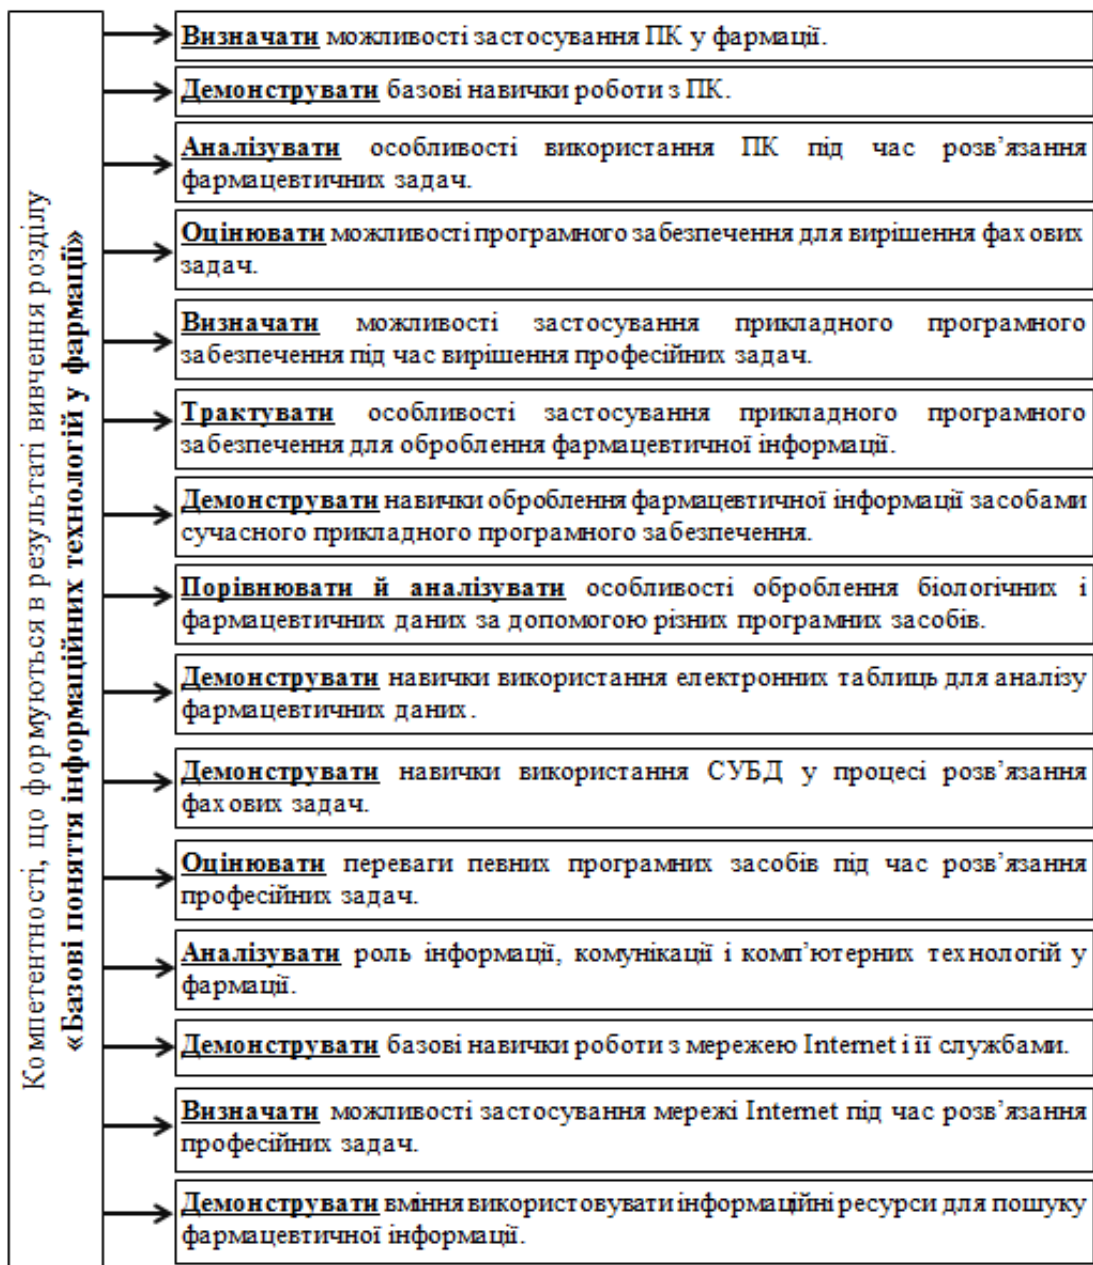 Компетентності, що формуються в результаті вивчення розділу
«Базові поняття інформаційних технологій у фармації»
Визначати можливості застосування ПК у фармації.
Демонструвати базові навички роботи з ПК.
Аналізувати особливості використання ПК під час розв’язання
фармацевтичних задач.
Оцінювати можливості програмного забезпечення для вирішення фахових
задач.
Визначати можливості застосування прикладного програмного
забезпечення під час вирішення професійних задач.
Трактувати особливості застосування прикладного програмного
забезпечення для оброблення фармацевтичної інформації.
Демонструвати навички оброблення фармацевтичної інформації засобами
сучасного прикладного програмного забезпечення.
Порівнювати й аналізувати особливості оброблення біологічних і
фармацевтичних даних за допомогою різних програмних засобів.
Демонструвати навички використання електронних таблиць для аналізу
фармацевтичних даних.
Демонструвати навички використання СУБД у процесі розв’язання
фахових задач.
Оцінювати переваги певних програмних засобів під час розв’язання
професійних задач.
Аналізувати роль інформації, комунікації і комп’ютерних технологій у
фармації.
Демонструвати базові навички роботи з мережею Internet і її службами.
Визначати можливості застосування мережі Internet під час розв’язання
професійних задач.
Демонструвати вміння використовувати інформаційні ресурси для пошуку
фармацевтичної інформації.